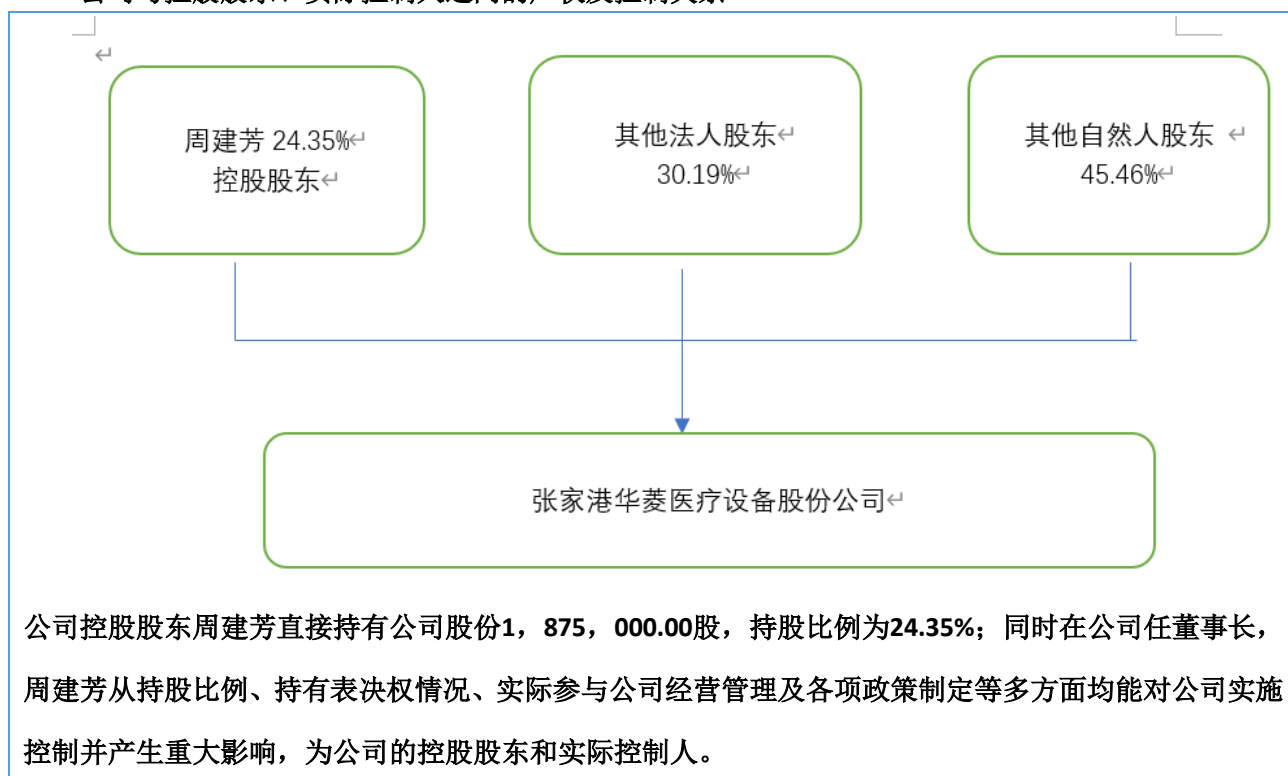 周建芳 24.35%↵
控股股东↵
其他法人股东↵
30.19%↵
其他自然人股东 ↵
45.46%↵
张家港华菱医疗设备股份公司↵
公司控股股东周建芳直接持有公司股份1，875，000.00股，持股比例为24.35%；同时在公司任董事长，
周建芳从持股比例、持有表决权情况、实际参与公司经营管理及各项政策制定等多方面均能对公司实施
控制并产生重大影响，为公司的控股股东和实际控制人。